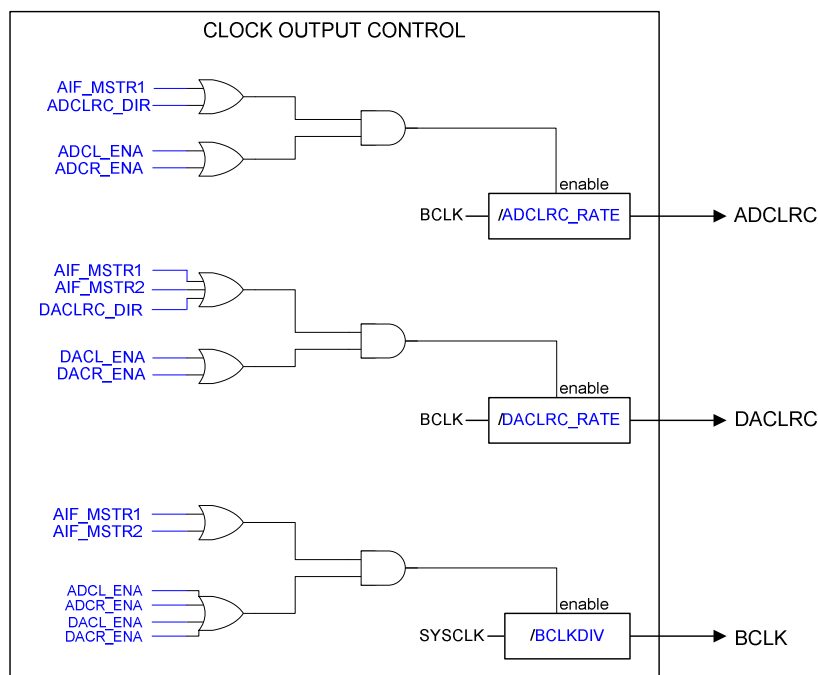 CLOCK OUTPUT CONTROL
AIF_MSTR1
ADCLRC_DIR
ADCL_ENA
ADCR_ENA
enable
BCLK
/ADCLRC_RATE
ADCLRC
AIF_MSTR1
AIF_MSTR2
DACLRC_DIR
DACL_ENA
DACR_ENA
enable
BCLK
/DACLRC_RATE
DACLRC
AIF_MSTR1
AIF_MSTR2
ADCL_ENA
ADCR_ENA
DACL_ENA
DACR_ENA
enable
SYSCLK
/BCLKDIV
BCLK